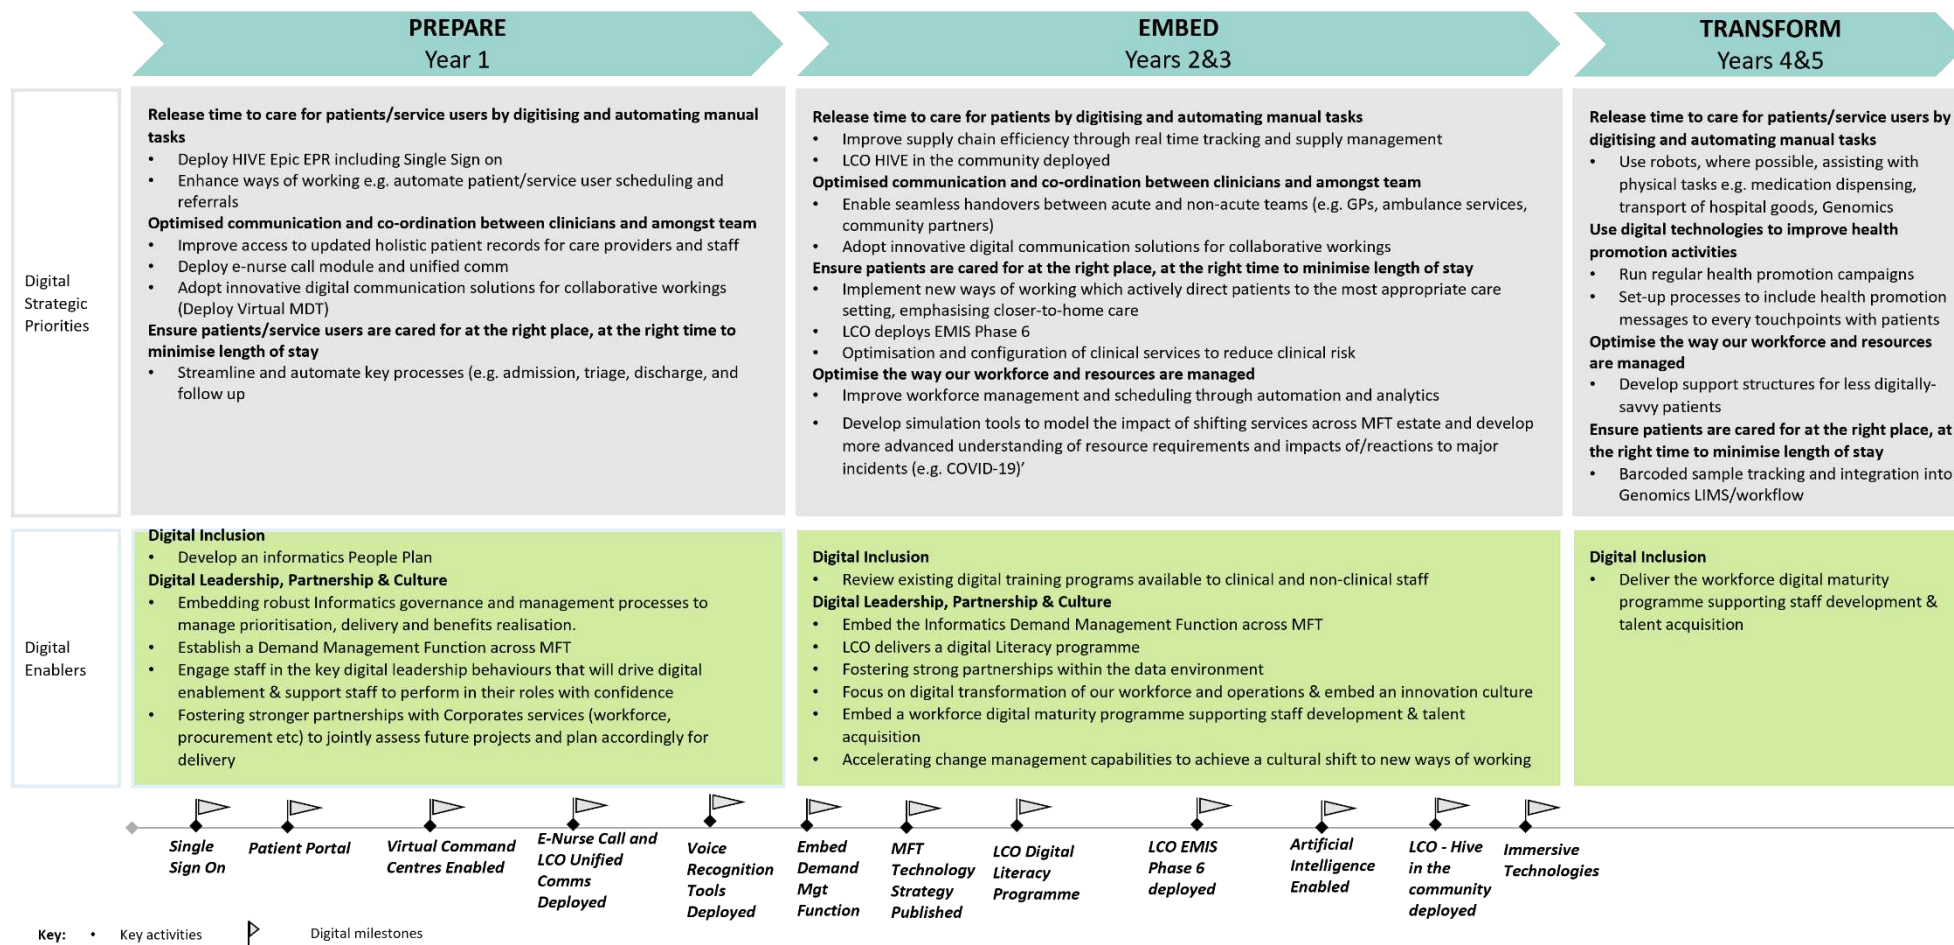 PREPARE
Year 1
EMBED
Years 2&3
TRANSFORM
Years 4&5
Digital
Strategic
Priorities
Release time to care for patients/service users by digitising and automating manual
tasks
• Deploy HIVE Epic EPR including Single Sign on
• Enhance ways of working e.g. automate patient/service user scheduling and
referrals
Optimised communication and co-ordination between clinicians and amongst team
• Improve access to updated holistic patient records for care providers and staff
• Deploy e-nurse call module and unified comm
• Adopt innovative digital communication solutions for collaborative workings
(Deploy Virtual MDT)
Ensure patients/service users are cared for at the right place, at the right time to
minimise length of stay
• Streamline and automate key processes (e.g. admission, triage, discharge, and
follow up
Release time to care for patients by digitising and automating manual tasks
• Improve supply chain efficiency through real time tracking and supply management
• LCO HIVE in the community deployed
Optimised communication and co-ordination between clinicians and amongst team
• Enable seamless handovers between acute and non-acute teams (e.g. GPs, ambulance services,
community partners)
• Adopt innovative digital communication solutions for collaborative workings
Ensure patients are cared for at the right place, at the right time to minimise length of stay
• Implement new ways of working which actively direct patients to the most appropriate care
setting, emphasising closer-to-home care
• LCO deploys EMIS Phase 6
• Optimisation and configuration of clinical services to reduce clinical risk
Optimise the way our workforce and resources are managed
• Improve workforce management and scheduling through automation and analytics
• Develop simulation tools to model the impact of shifting services across MFT estate and develop
more advanced understanding of resource requirements and impacts of/reactions to major
incidents (e.g. COVID-19)’
Release time to care for patients/service users by
digitising and automating manual tasks
• Use robots, where possible, assisting with
physical tasks e.g. medication dispensing,
transport of hospital goods, Genomics
Use digital technologies to improve health
promotion activities
• Run regular health promotion campaigns
• Set-up processes to include health promotion
messages to every touchpoints with patients
Optimise the way our workforce and resources
are managed
• Develop support structures for less digitally-
savvy patients
Ensure patients are cared for at the right place, at
the right time to minimise length of stay
• Barcoded sample tracking and integration into
Genomics LIMS/workflow
Digital
Enablers
Digital Inclusion
• Develop an informatics People Plan
Digital Leadership, Partnership & Culture
• Embedding robust Informatics governance and management processes to
manage prioritisation, delivery and benefits realisation.
• Establish a Demand Management Function across MFT
• Engage staff in the key digital leadership behaviours that will drive digital
enablement & support staff to perform in their roles with confidence
• Fostering stronger partnerships with Corporates services (workforce,
procurement etc) to jointly assess future projects and plan accordingly for
delivery
Digital Inclusion
• Review existing digital training programs available to clinical and non-clinical staff
Digital Leadership, Partnership & Culture
• Embed the Informatics Demand Management Function across MFT
• LCO delivers a digital Literacy programme
• Fostering strong partnerships within the data environment
• Focus on digital transformation of our workforce and operations & embed an innovation culture
• Embed a workforce digital maturity programme supporting staff development & talent
acquisition
• Accelerating change management capabilities to achieve a cultural shift to new ways of working
Digital Inclusion
• Deliver the workforce digital maturity
programme supporting staff development &
talent acquisition
Single
Sign On
Patient Portal
Virtual Command
Centres Enabled
E-Nurse Call and
LCO Unified
Comms
Deployed
Voice
Recognition
Tools
Deployed
Embed
Demand
Mgt
Function
MFT
Technology
Strategy
Published
LCO Digital
Literacy
Programme
LCO EMIS
Phase 6
deployed
Artificial
Intelligence
Enabled
LCO - Hive
in the
community
deployed
Immersive
Technologies
Key: • Key activities Digital milestones